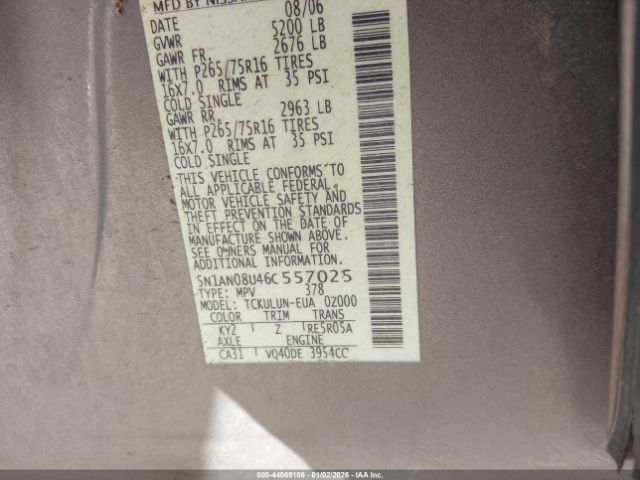 MFD BY NISSAN
DATE 08/06
GVWR 5200 LB
GAWR FR. 2676 LB
WITH P265/75R16 TIRES
16X7.0 RIMS AT 35 PSI
COLD SINGLE
GAWR RR. 2963 LB
WITH P265/75R16 TIRES
16X7.0 RIMS AT 35 PSI
COLD SINGLE
THIS VEHICLE CONFORMS TO
ALL APPLICABLE FEDERAL
MOTOR VEHICLE SAFETY AND
THEFT PREVENTION STANDARDS
IN EFFECT ON THE DATE OF
MANUFACTURE SHOWN ABOVE.
SEE OWNERS MANUAL FOR
ADDITIONAL INFORMATION.
5N1AN08U46C557025
TYPE: MPV 378
MODEL: TCKULUN-EUA 0Z000
COLOR TRIM TRANS
KY2 Z RE5R05A
AXLE ENGINE
CA31 VQ40DE 3954CC
000-44069106 - 01/02/2026 - IAA Inc.